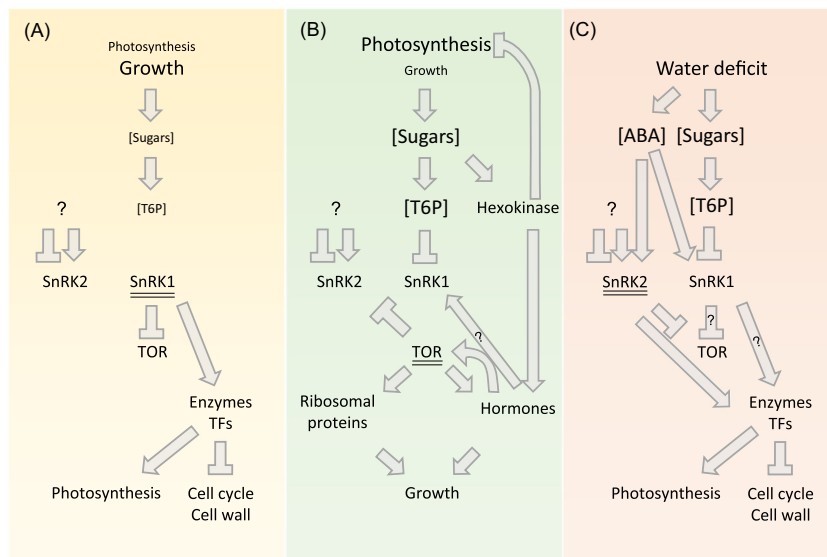 (A)
Photosynthesis
Growth
[Sugars]
[T6P]
?
SnRK2
SnRK1
TOR
Enzymes
TFs
Photosynthesis
Cell cycle
Cell wall
(B)
Photosynthesis
Growth
[Sugars]
[T6P]
Hexokinase
?
SnRK2
SnRK1
?
TOR
Ribosomal
proteins
Hormones
Growth
(C)
Water deficit
[ABA]
[Sugars]
[T6P]
?
SnRK2
SnRK1
?
?
TOR
Enzymes
TFs
Photosynthesis
Cell cycle
Cell wall